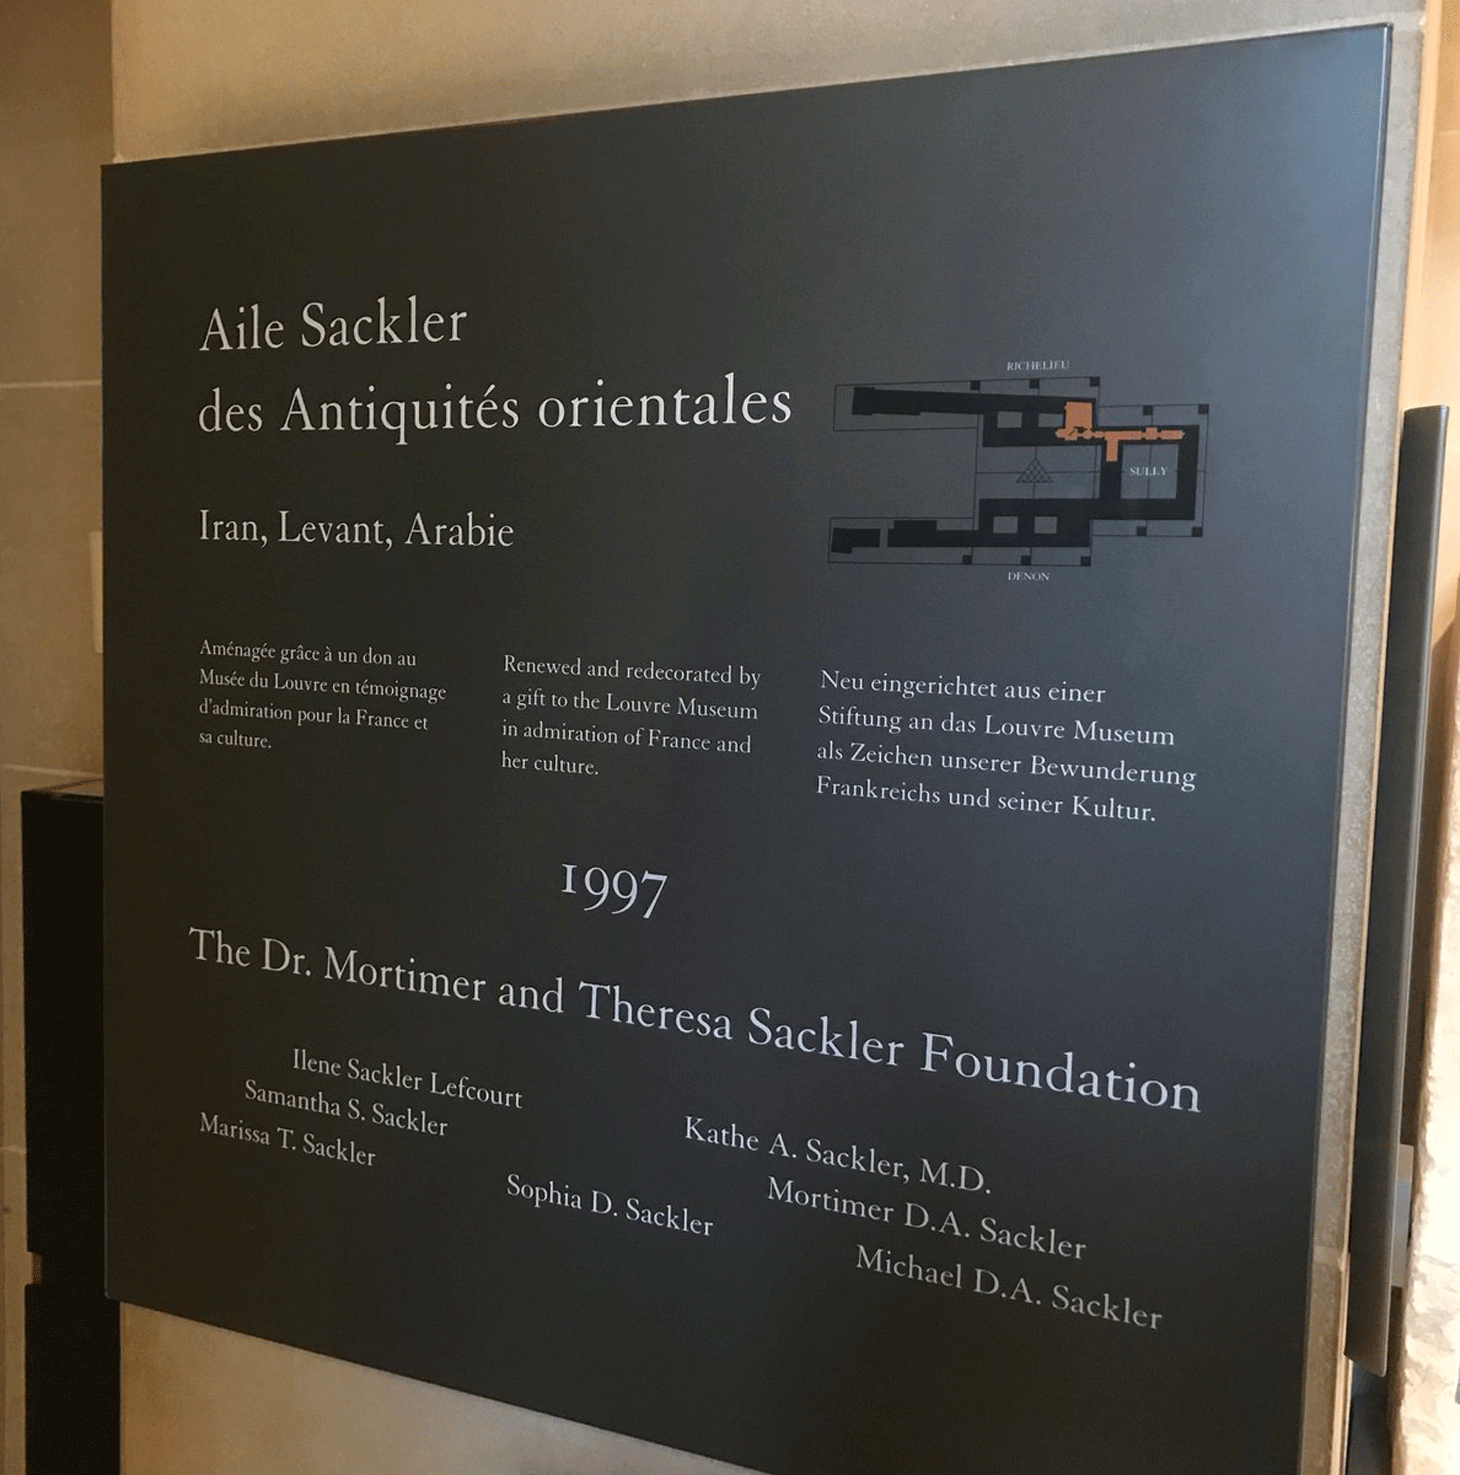 Aile Sackler
des Antiquités orientales
Iran, Levant, Arabie
RICHELIEU
SULLY
DENON
Aménagée grâce à un don au
Musée du Louvre en témoignage
d'admiration pour la France et
sa culture.
Renewed and redecorated by
a gift to the Louvre Museum
in admiration of France and
her culture.
Neu eingerichtet aus einer
Stiftung an das Louvre Museum
als Zeichen unserer Bewunderung
Frankreichs und seiner Kultur.
1997
The Dr. Mortimer and Theresa Sackler Foundation
Ilene Sackler Lefcourt
Samantha S. Sackler
Marissa T. Sackler
Sophia D. Sackler
Kathe A. Sackler, M.D.
Mortimer D.A. Sackler
Michael D.A. Sackler